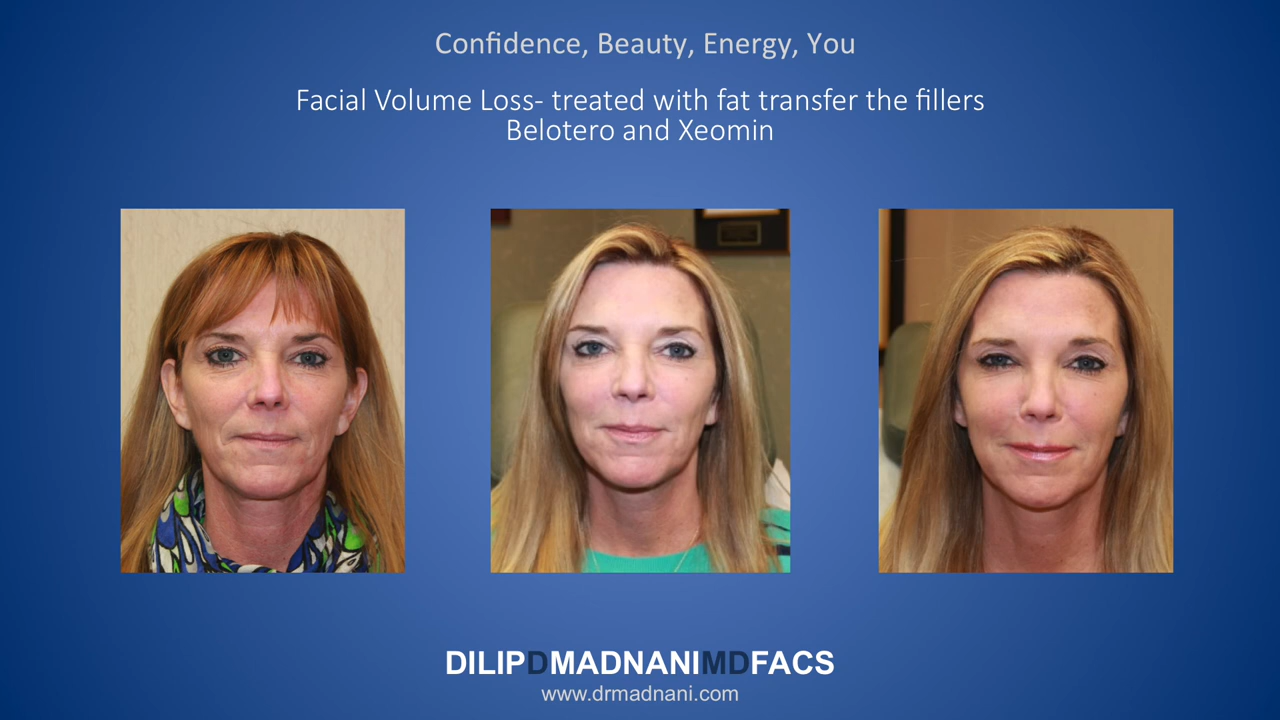 Confidence, Beauty, Energy, You
Facial Volume Loss- treated with fat transfer the fillers
Belotero and Xeomin
DILIPDMADNANIMDFACS
www.drmadnani.com